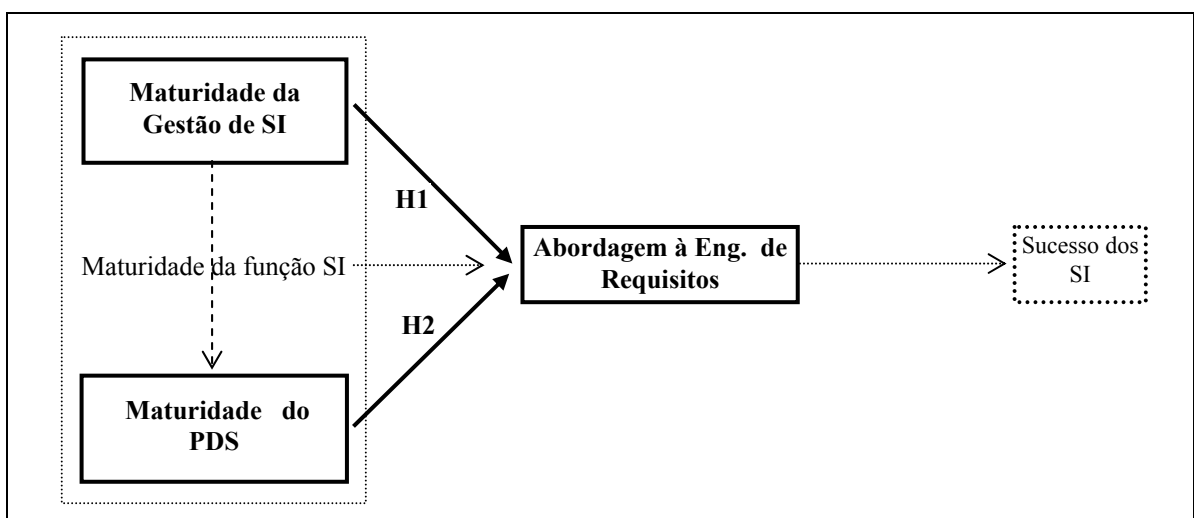 Maturidade da
Gestão de SI
H1
Maturidade da função SI
Abordagem à Eng. de
Requisitos
Sucesso dos
SI
H2
Maturidade do
PDS